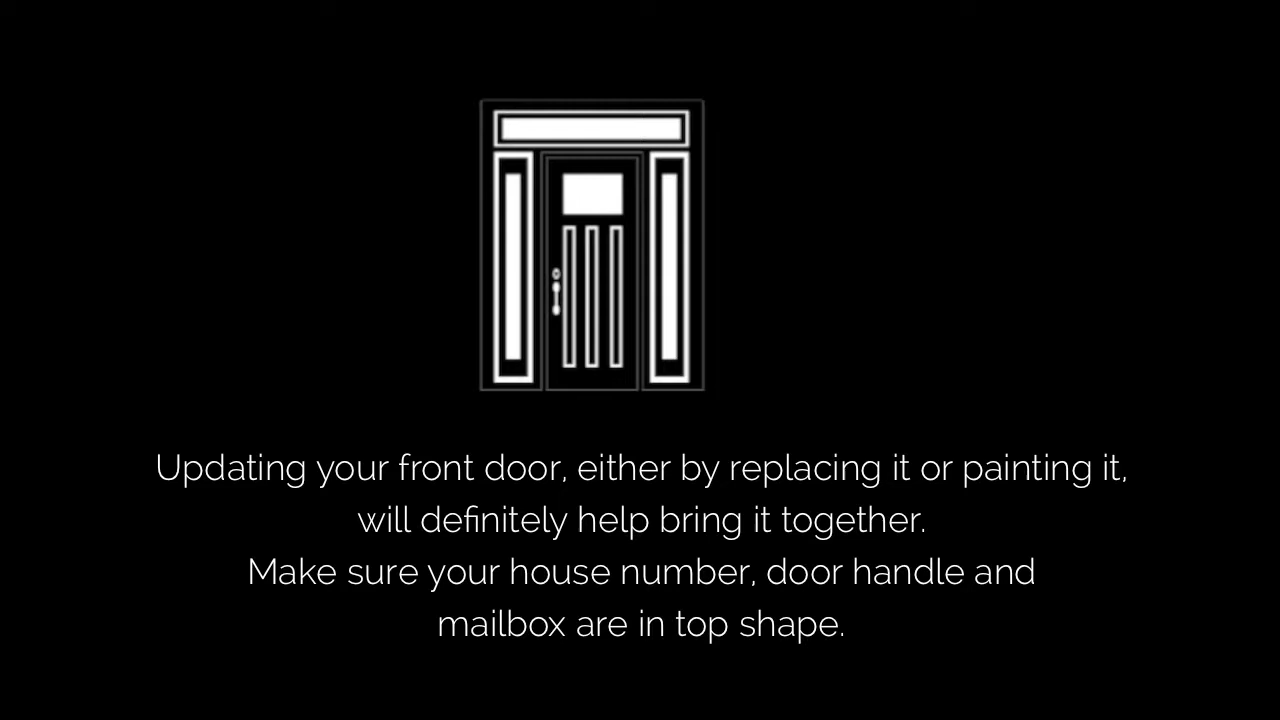 Updating your front door, either by replacing it or painting it,
will definitely help bring it together.
Make sure your house number, door handle and
mailbox are in top shape.